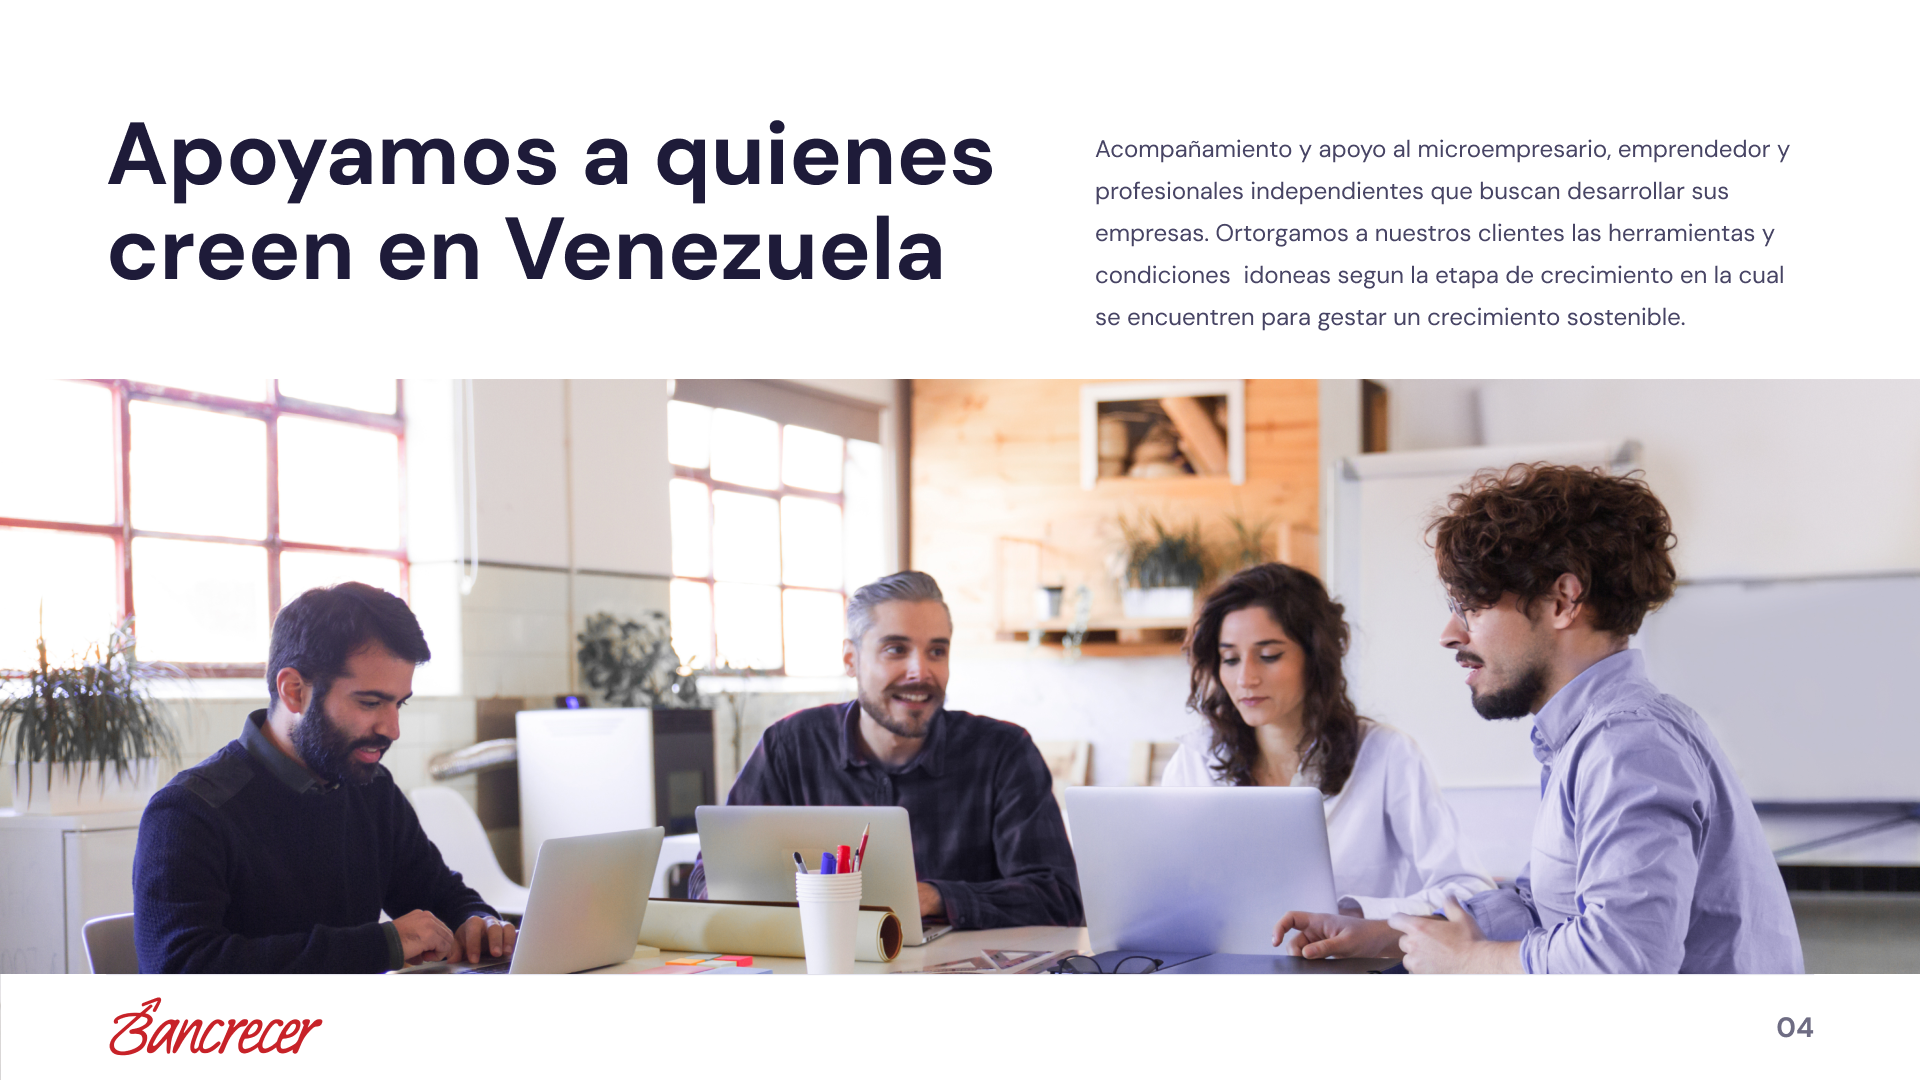 Apoyamos a quienes
creen en Venezuela
Acompañamiento y apoyo al microempresario, emprendedor y
profesionales independientes que buscan desarrollar sus
empresas. Ortorgamos a nuestros clientes las herramientas y
condiciones  idoneas segun la etapa de crecimiento en la cual
se encuentren para gestar un crecimiento sostenible.
Bancrecer
04